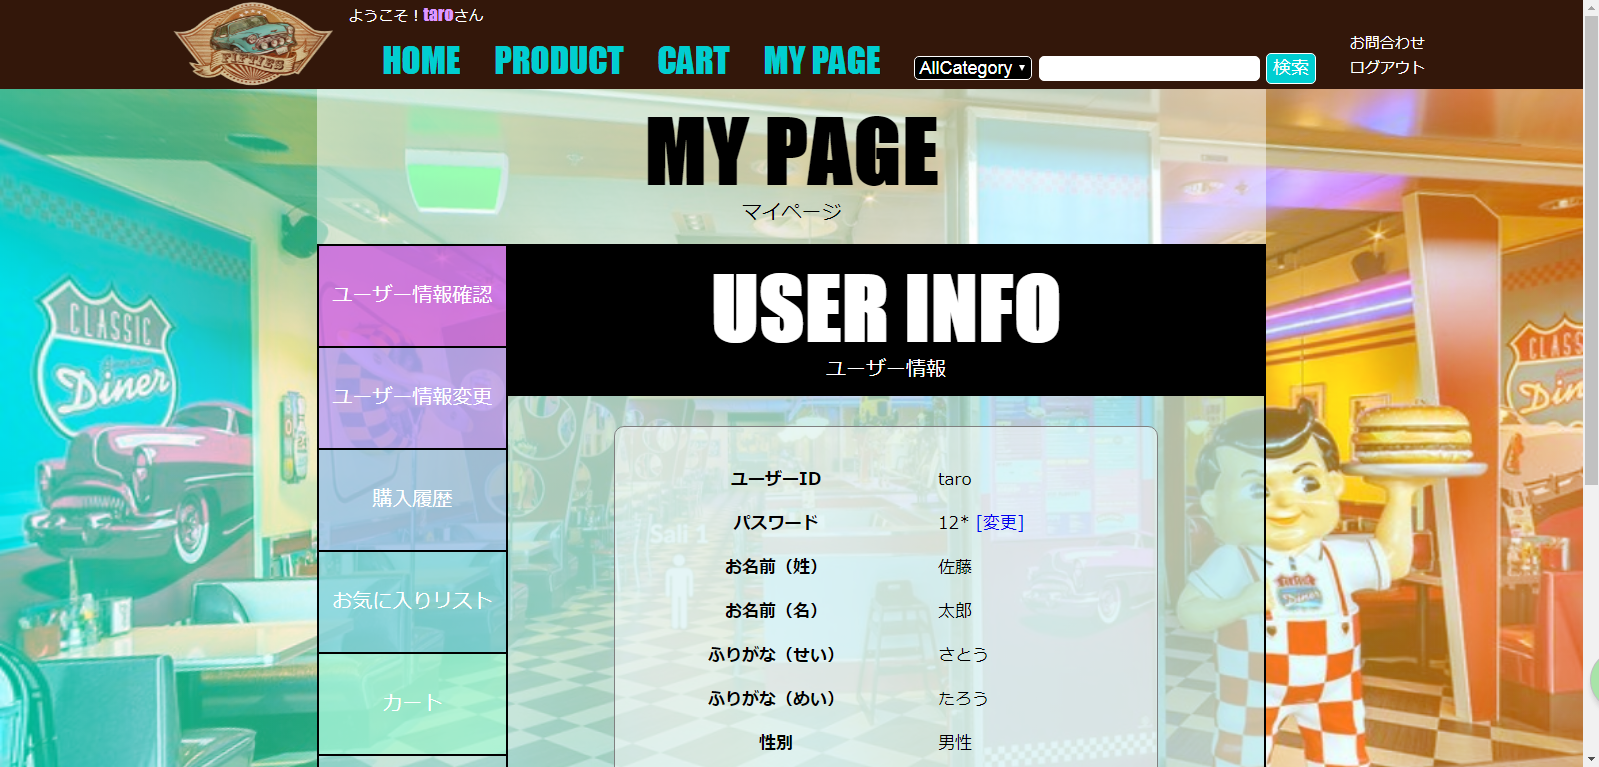 ようこそ！taroさん
FIFTIES
HOME PRODUCT CART MY PAGE
AllCategory
検索
お問合わせ
ログアウト
MY PAGE
マイページ
ユーザー情報確認
ユーザー情報変更
購入履歴
お気に入りリスト
カート
USER INFO
ユーザー情報
ユーザーID taro
パスワード 12* [変更]
お名前（姓） 佐藤
お名前（名） 太郎
ふりがな（せい） さとう
ふりがな（めい） たろう
性別 男性
CLASSIC
American
Diner
CLASS
Din
Diner